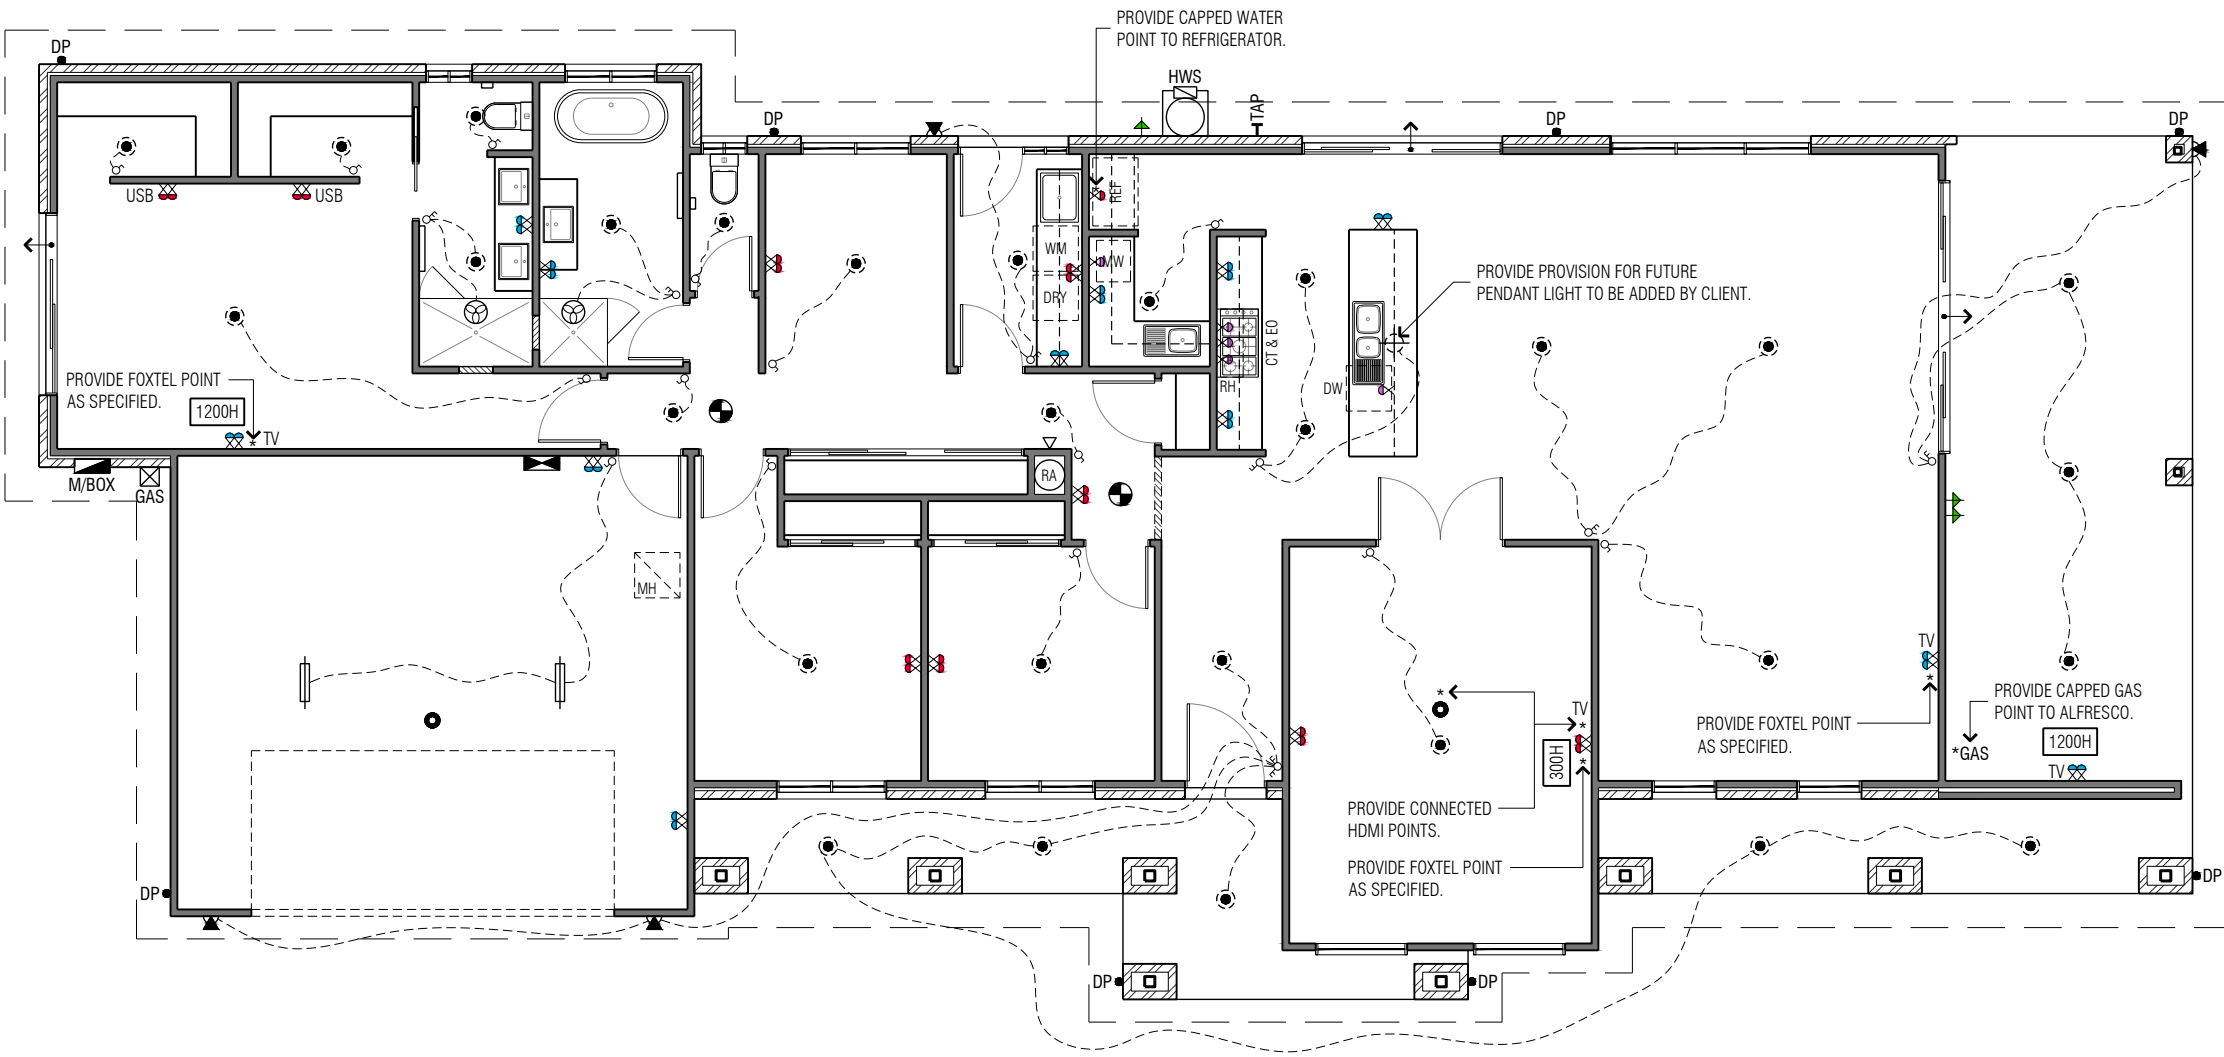 PROVIDE CAPPED WATER
POINT TO REFRIGERATOR.
DP
HWS
TAP
DP
DP
DP
USB
USB
REF
WM
MW
DRY
PROVIDE PROVISION FOR FUTURE
PENDANT LIGHT TO BE ADDED BY CLIENT.
CT & EO
RH
DW
PROVIDE FOXTEL POINT
AS SPECIFIED.
1200H
* TV
M/BOX
GAS
RA
MH
TV
*
PROVIDE CAPPED GAS
POINT TO ALFRESCO.
*
TV
*
PROVIDE FOXTEL POINT
AS SPECIFIED.
*GAS
1200H
300H
*
TV
PROVIDE CONNECTED
HDMI POINTS.
PROVIDE FOXTEL POINT
AS SPECIFIED.
DP
DP
DP
DP